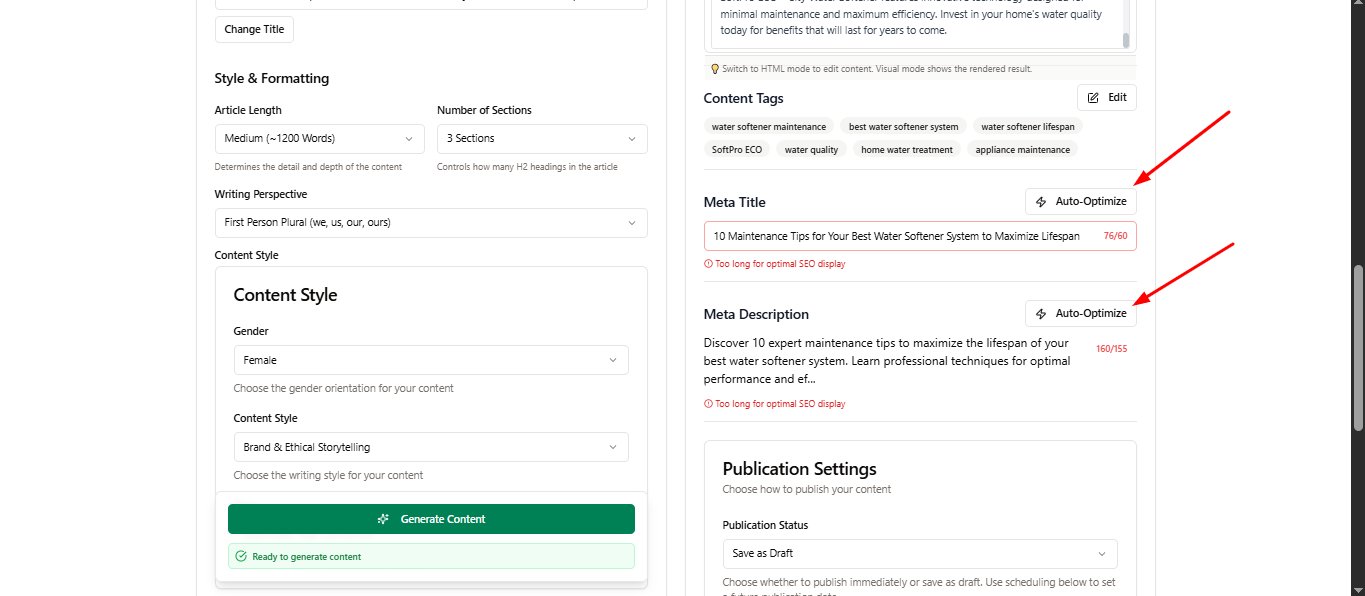 Change Title
Style & Formatting
Article Length
Number of Sections
Medium (~1200 Words)
3 Sections
Determines the detail and depth of the content
Controls how many H2 headings in the article
Writing Perspective
First Person Plural (we, us, our, ours)
Content Style
Content Style
Gender
Female
Choose the gender orientation for your content
Content Style
Brand & Ethical Storytelling
Choose the writing style for your content
Generate Content
Ready to generate content
minimal maintenance and maximum efficiency. Invest in your home's water quality
today for benefits that will last for years to come.
Switch to HTML mode to edit content. Visual mode shows the rendered result.
Content Tags
Edit
water softener maintenance
best water softener system
water softener lifespan
SoftPro ECO
water quality
home water treatment
appliance maintenance
Meta Title
Auto-Optimize
10 Maintenance Tips for Your Best Water Softener System to Maximize Lifespan
76/60
Too long for optimal SEO display
Meta Description
Auto-Optimize
Discover 10 expert maintenance tips to maximize the lifespan of your
best water softener system. Learn professional techniques for optimal
performance and ef...
160/155
Too long for optimal SEO display
Publication Settings
Choose how to publish your content
Publication Status
Save as Draft
Choose whether to publish immediately or save as draft. Use scheduling below to set